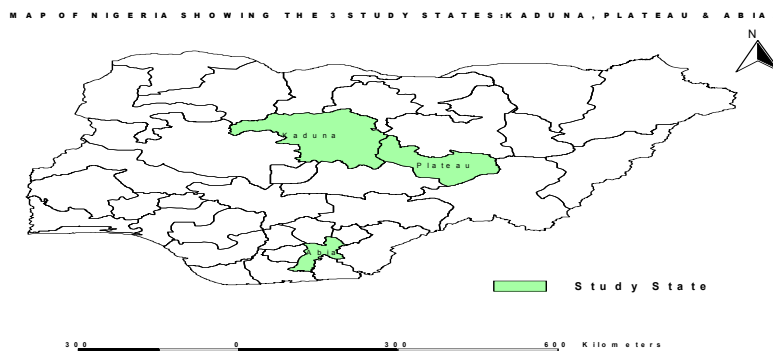 MAP OF NIGERIA SHOWING THE 3 STUDY STATES:KADUNA, PLATEAU & ABIA
N
Kaduna
Plateau
Abia
Study State
300 0 300 600 Kilometers